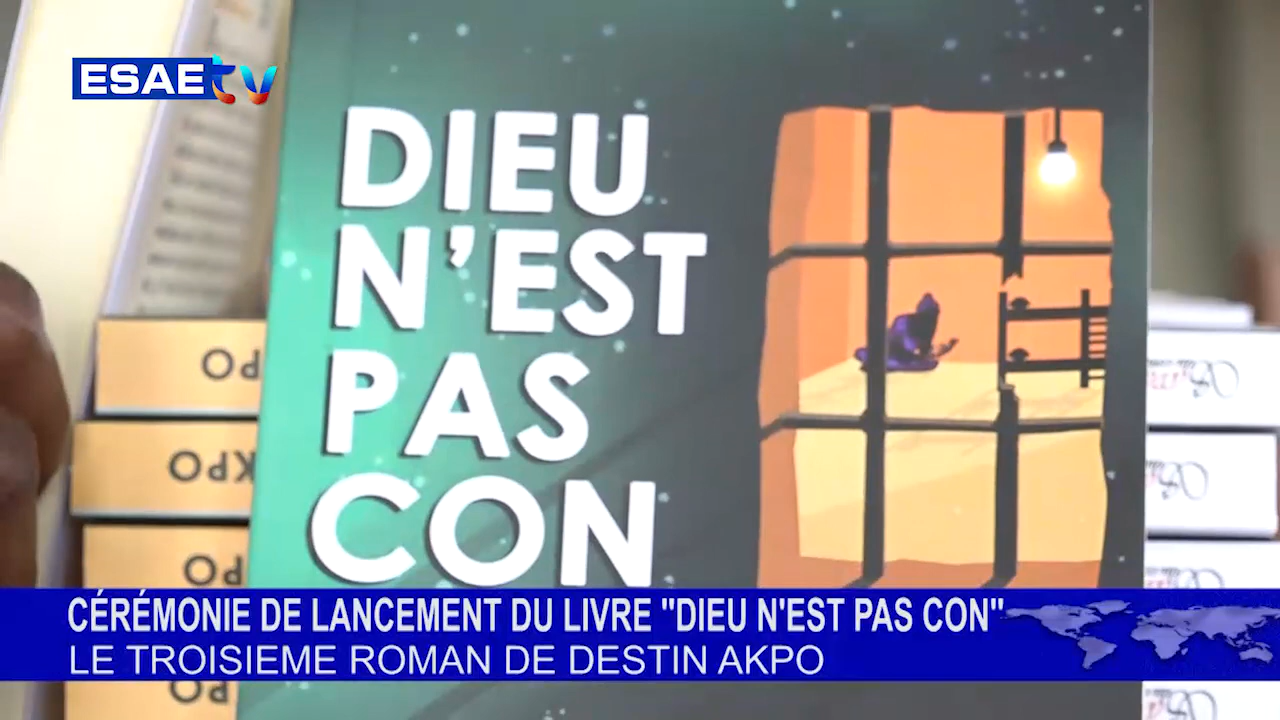 ESAEtv
DIEU
N'EST
PAS
CON
CÉRÉMONIE DE LANCEMENT DU LIVRE "DIEU N'EST PAS CON"
LE TROISIEME ROMAN DE DESTIN AKPO